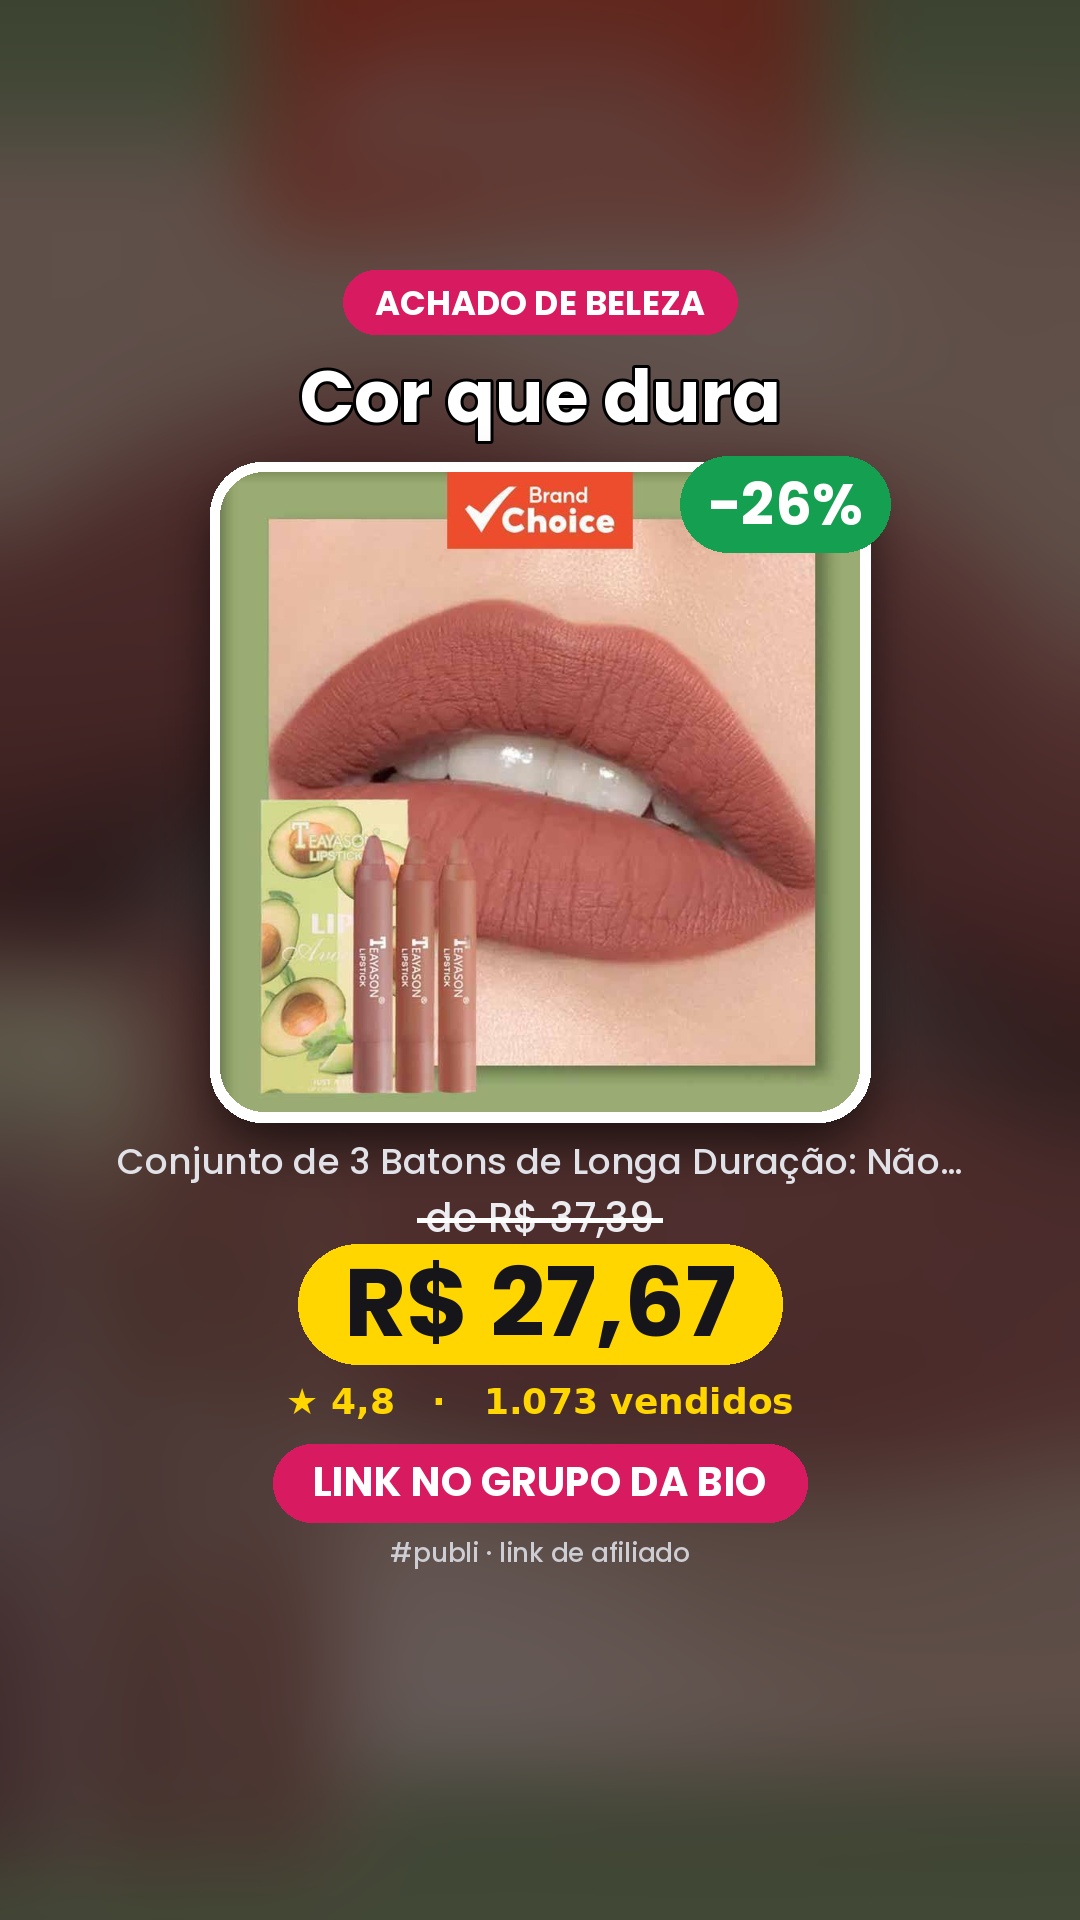 ACHADO DE BELEZA
Cor que dura
Brand
Choice
-26%
TEAYASON®
LIPSTICK
LIP
TEAYASON®
LIPSTICK
TEAYASON®
LIPSTICK
TEAYASON®
LIPSTICK
Conjunto de 3 Batons de Longa Duração: Não...
de R$ 37,39
R$ 27,67
★ 4,8 · 1.073 vendidos
LINK NO GRUPO DA BIO
#publi · link de afiliado